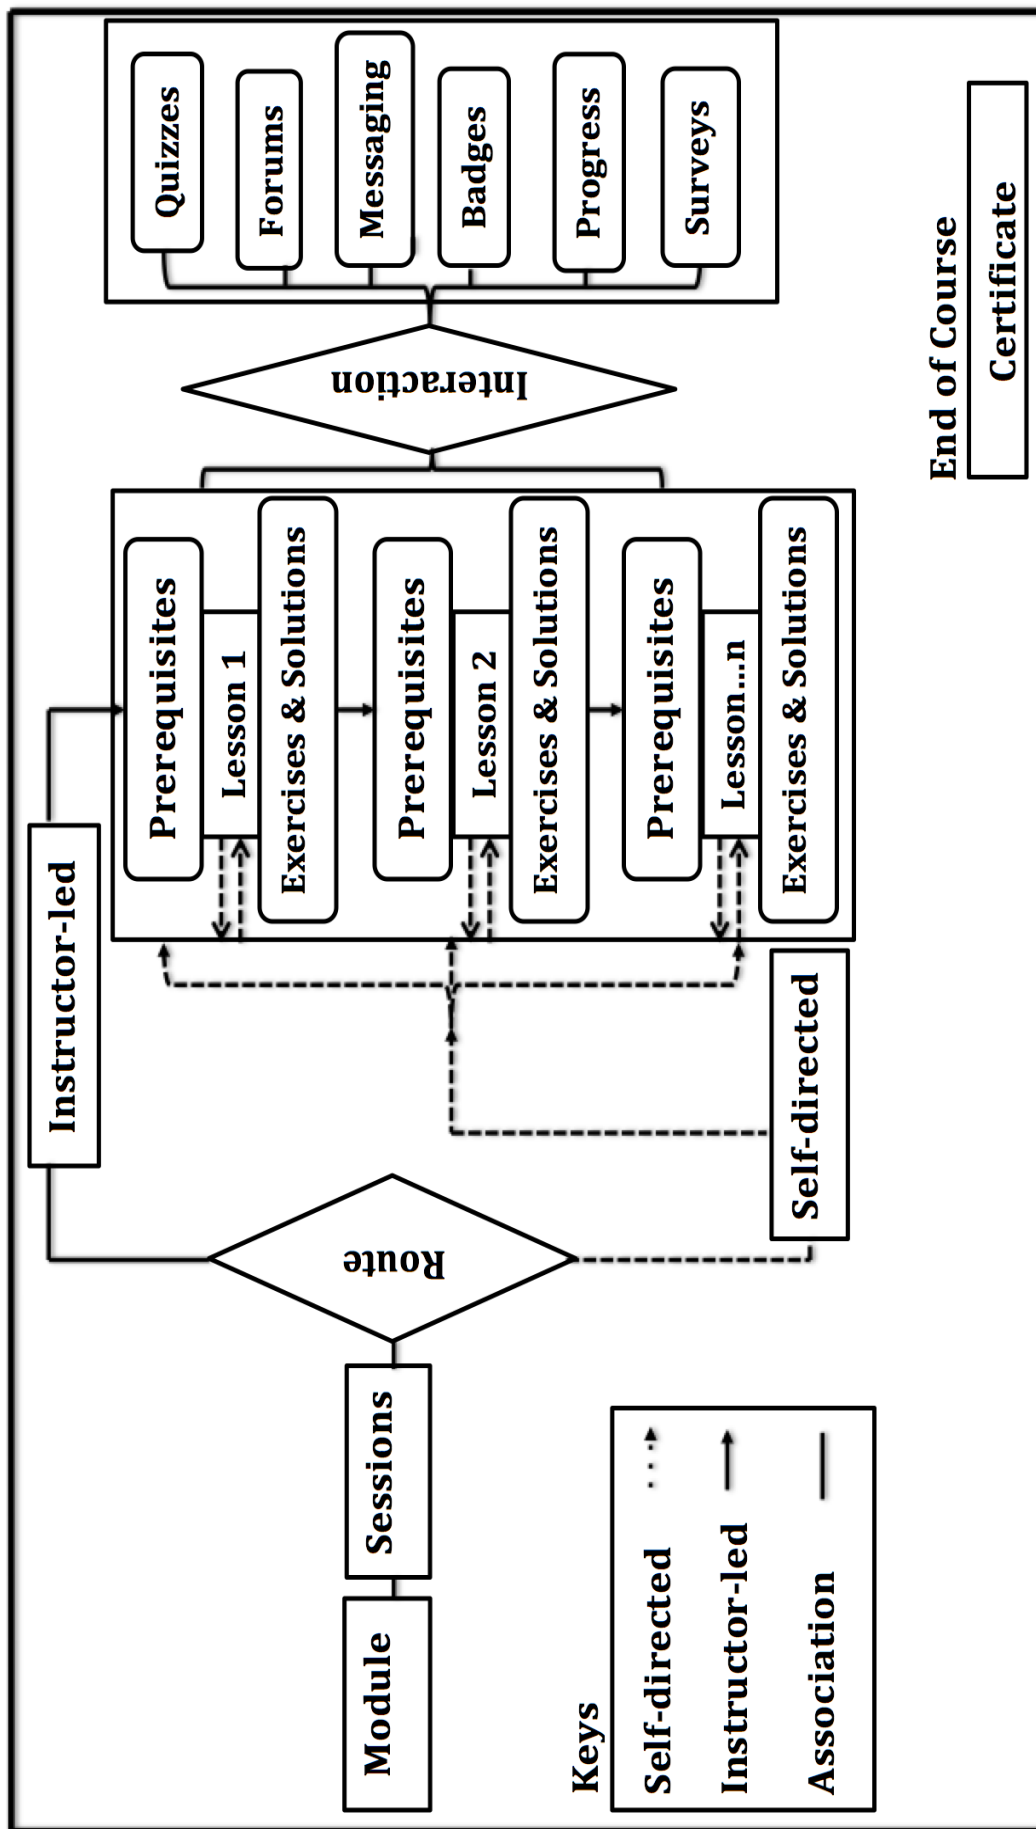 Module
Sessions
Route
Instructor-led
Self-directed
Prerequisites
Lesson 1
Exercises & Solutions
Prerequisites
Lesson 2
Exercises & Solutions
Prerequisites
Lesson...n
Exercises & Solutions
Interaction
Quizzes
Forums
Messaging
Badges
Progress
Surveys
End of Course
Certificate
Keys
Self-directed
Instructor-led
Association